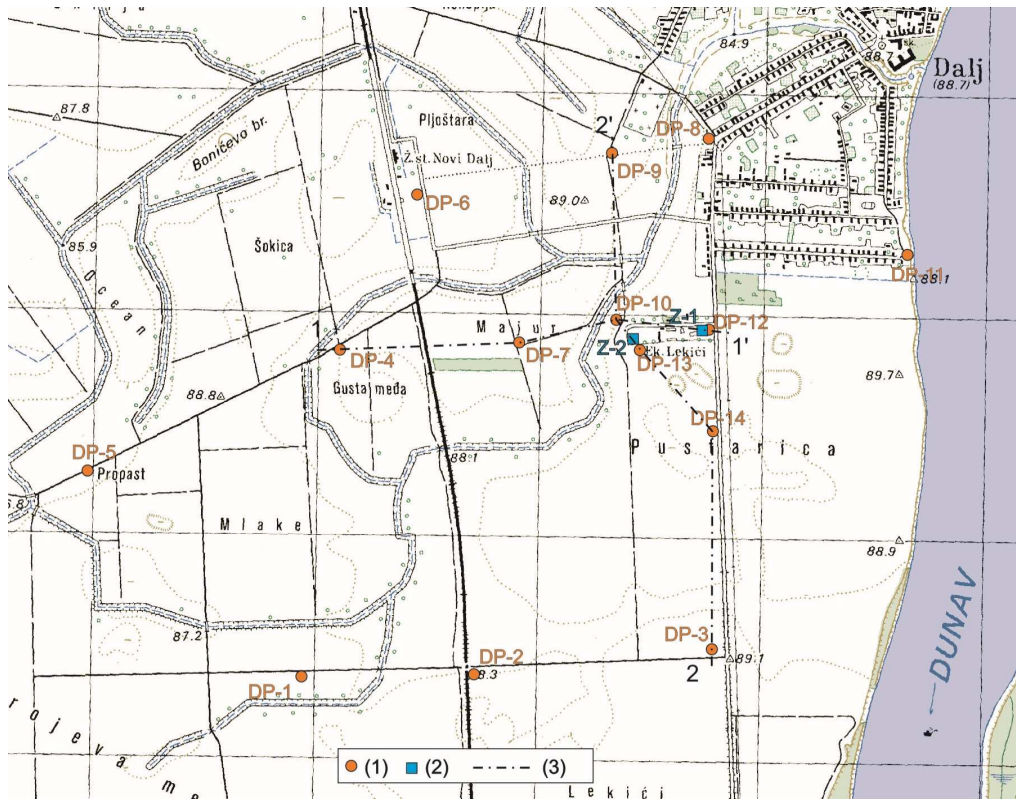 Dalj
(88.7)
84.9
88
šk.
87.8
Bonićevo br.
Pljoštara
2'
DP-8
DP-9
Ž.st. Novi Dalj
DP-6
89.0
85.9
Šokica
Ocean
DP-11
88.1
DP-10
Z-1
DP-12
1'
1
Majur
DP-4
DP-7
Z-2
Ek. Lekići
DP-13
Gusta međa
88.8
89.7
DP-14
Pustarica
DP-5
Propast
88.1
Mlake
88.9
87.2
DUNAV
DP-3
89.1
DP-2
2
DP-1
(1) (2) (3)
Lekići